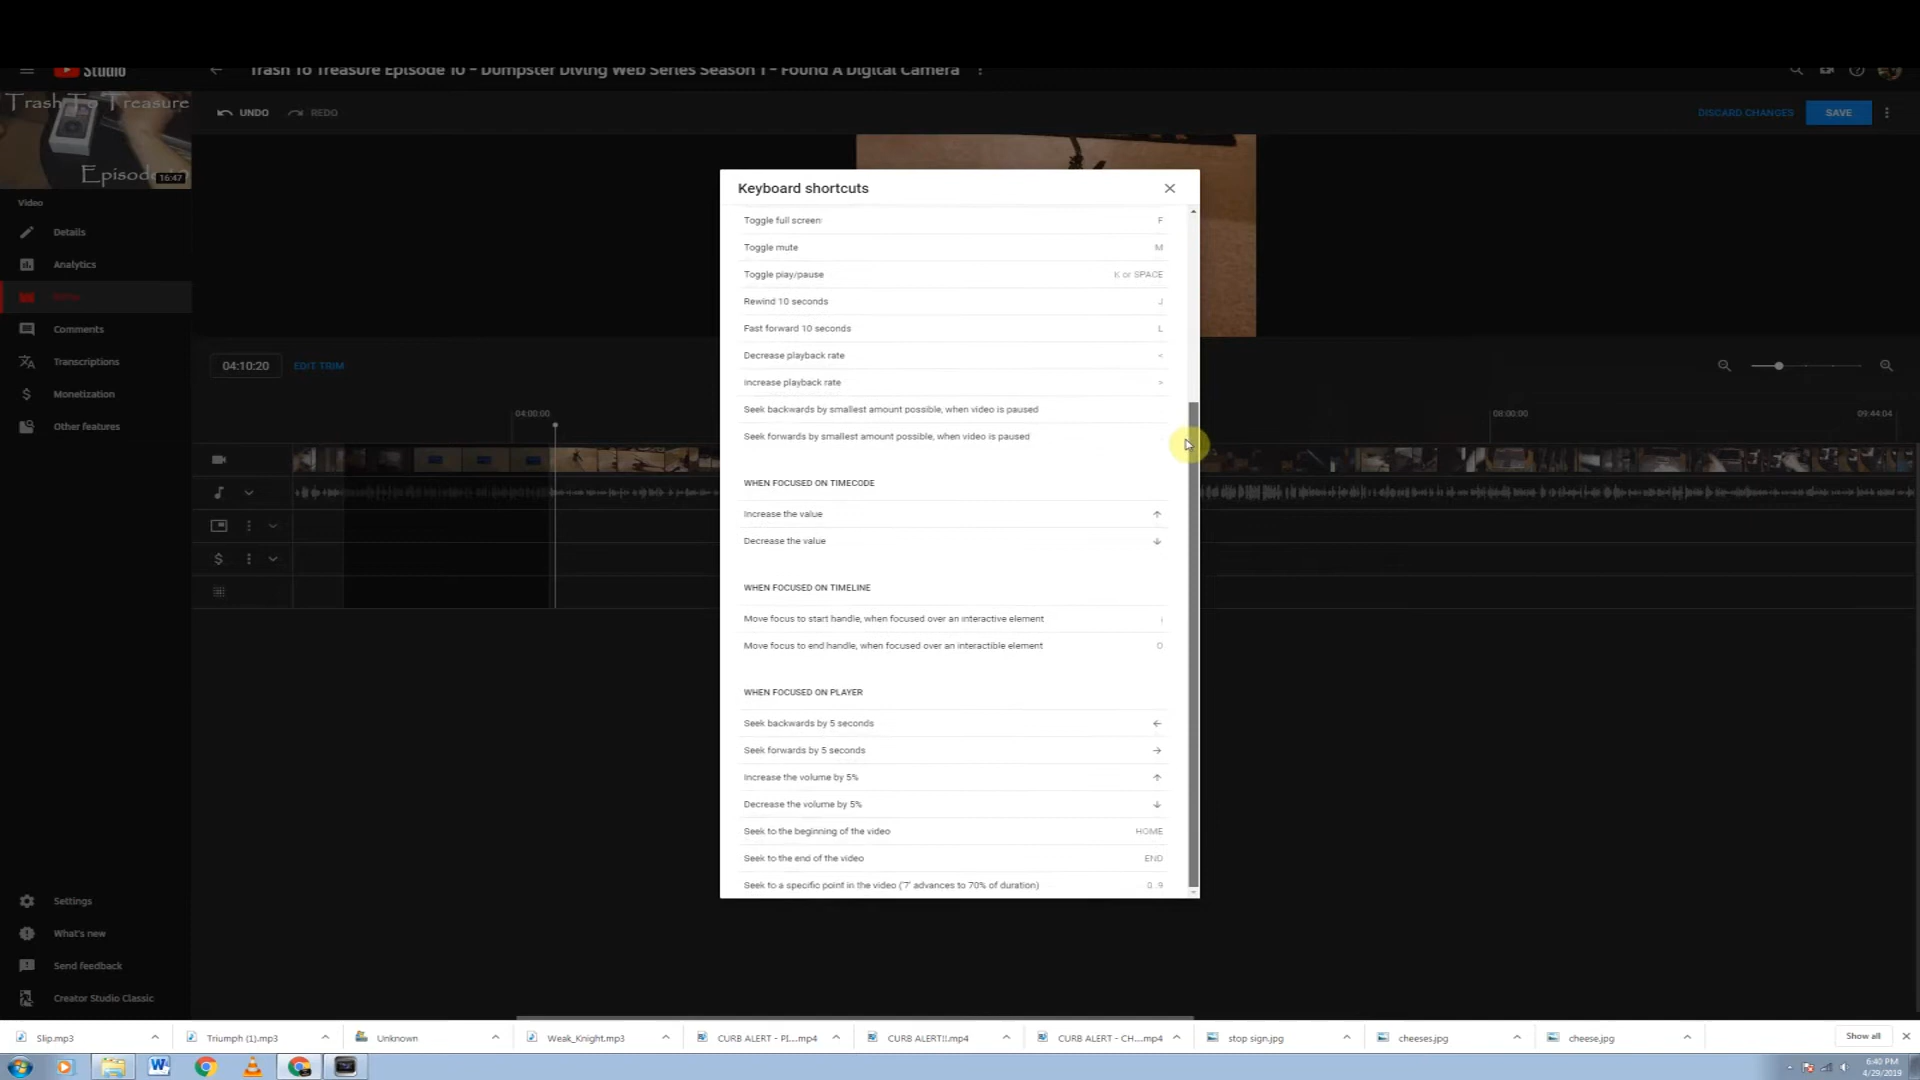 Studio
Trash To Treasure Episode 10 - Dumpster Diving Web Series Season 1 - Found A Digital Camera
Trash To Treasure
Episode 10
16:47
UNDO
REDO
DISCARD CHANGES
SAVE
Video
Details
Analytics
Comments
Transcriptions
Monetization
Other features
Settings
What's new
Send feedback
Creator Studio Classic
04:10:20
EDIT TRIM
04:00:00
08:00:00
09:44:04
Keyboard shortcuts
Toggle full screen F
Toggle mute M
Toggle play/pause K or SPACE
Rewind 10 seconds J
Fast forward 10 seconds L
Decrease playback rate <
Increase playback rate >
Seek backwards by smallest amount possible, when video is paused
Seek forwards by smallest amount possible, when video is paused
WHEN FOCUSED ON TIMECODE
Increase the value ↑
Decrease the value ↓
WHEN FOCUSED ON TIMELINE
Move focus to start handle, when focused over an interactive element I
Move focus to end handle, when focused over an interactible element O
WHEN FOCUSED ON PLAYER
Seek backwards by 5 seconds ←
Seek forwards by 5 seconds →
Increase the volume by 5% ↑
Decrease the volume by 5% ↓
Seek to the beginning of the video HOME
Seek to the end of the video END
Seek to a specific point in the video ('7' advances to 70% of duration) 0..9
Slip.mp3
Triumph (1).mp3
Unknown
Weak_Knight.mp3
CURB ALERT - PI....mp4
CURB ALERT!!.mp4
CURB ALERT - CH....mp4
stop sign.jpg
cheeses.jpg
cheese.jpg
Show all
6:40 PM
4/29/2019